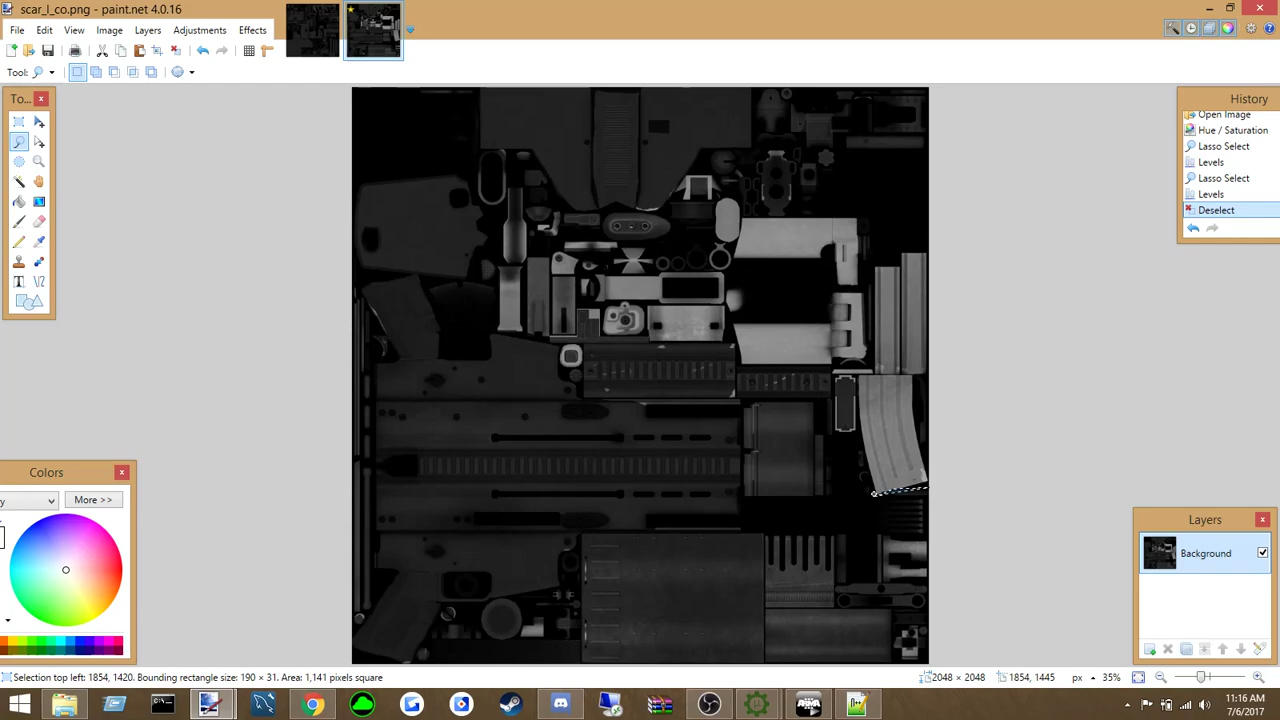 scar_l_co.png - paint.net 4.0.16
File Edit View Image Layers Adjustments Effects
Tool:
To...
History
Open Image
Hue / Saturation
Lasso Select
Levels
Lasso Select
Levels
Deselect
Colors
More >>
Layers
Background
Selection top left: 1854, 1420. Bounding rectangle size: 190 × 31. Area: 1,141 pixels square
2048 × 2048
1854, 1445
px
35%
11:16 AM
7/6/2017